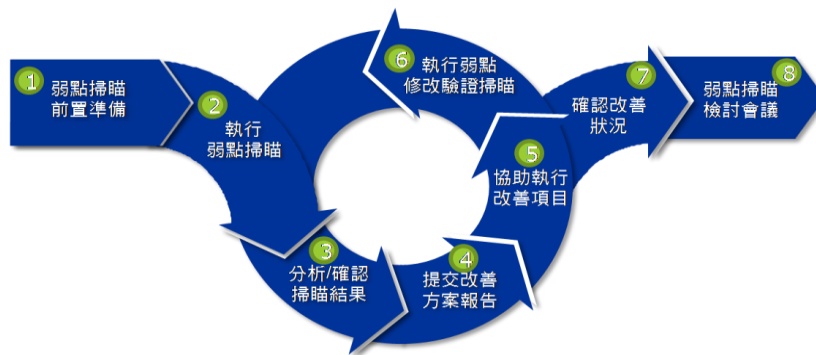 1
弱點掃瞄
前置準備
2
執行
弱點掃瞄
3
分析/確認
掃瞄結果
4
提交改善
方案報告
5
協助執行
改善項目
6
執行弱點
修改驗證掃瞄
7
確認改善
狀況
8
弱點掃瞄
檢討會議